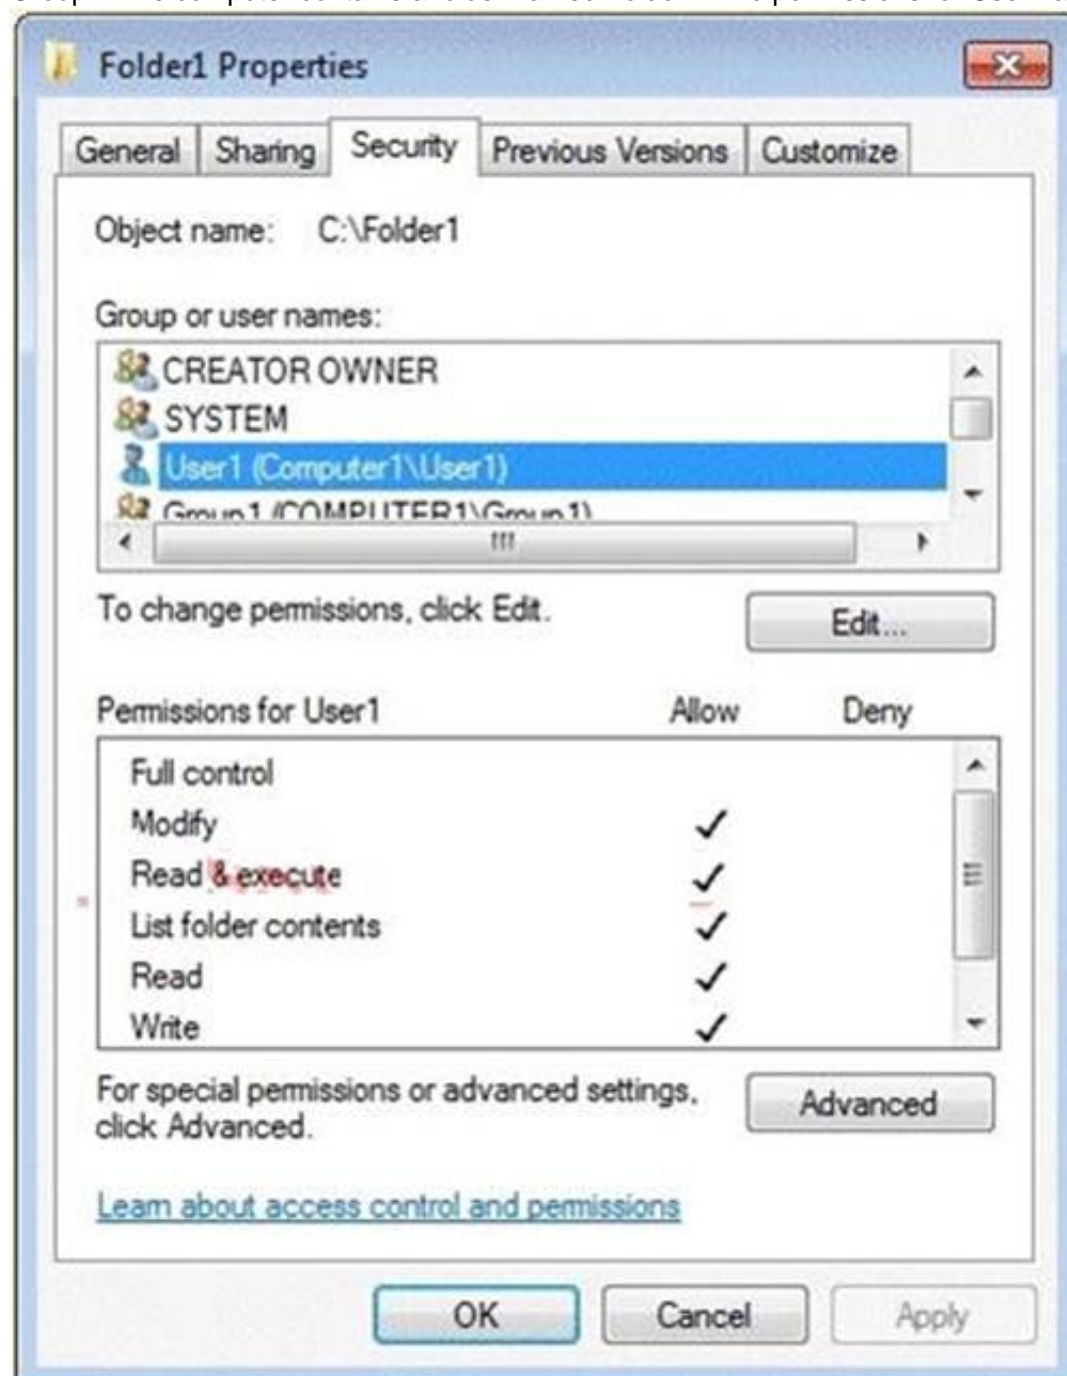 Folder1 Properties
General Sharing Security Previous Versions Customize
Object name: C:\Folder1
Group or user names:
CREATOR OWNER
SYSTEM
User1 (Computer1\User1)
Group1 (COMPUTER1\Group1)
To change permissions, click Edit.
Edit...
Permissions for User1 Allow Deny
Full control
Modify
Read & execute
List folder contents
Read
Write
For special permissions or advanced settings,
click Advanced.
Advanced
Learn about access control and permissions
OK Cancel Apply